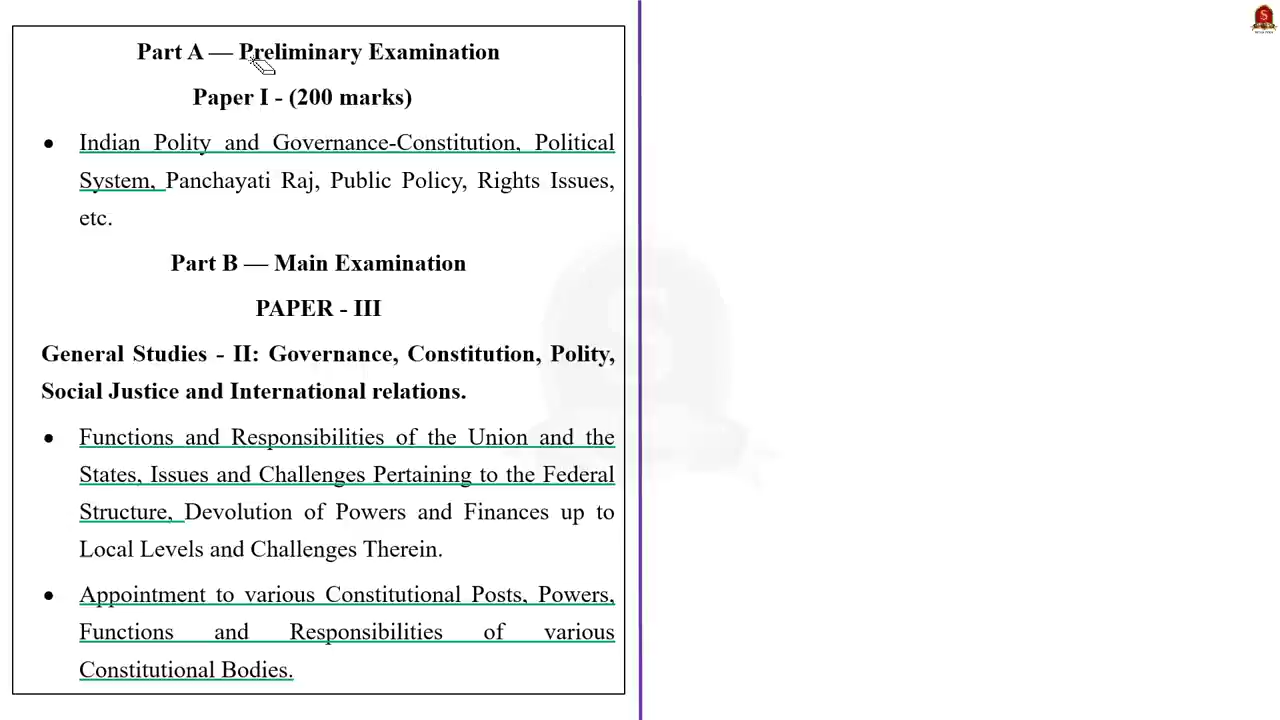 Part A — Preliminary Examination
Paper I - (200 marks)
● Indian Polity and Governance-Constitution, Political
System, Panchayati Raj, Public Policy, Rights Issues,
etc.
Part B — Main Examination
PAPER - III
General Studies - II: Governance, Constitution, Polity,
Social Justice and International relations.
● Functions and Responsibilities of the Union and the
States, Issues and Challenges Pertaining to the Federal
Structure, Devolution of Powers and Finances up to
Local Levels and Challenges Therein.
● Appointment to various Constitutional Posts, Powers,
Functions and Responsibilities of various
Constitutional Bodies.
S